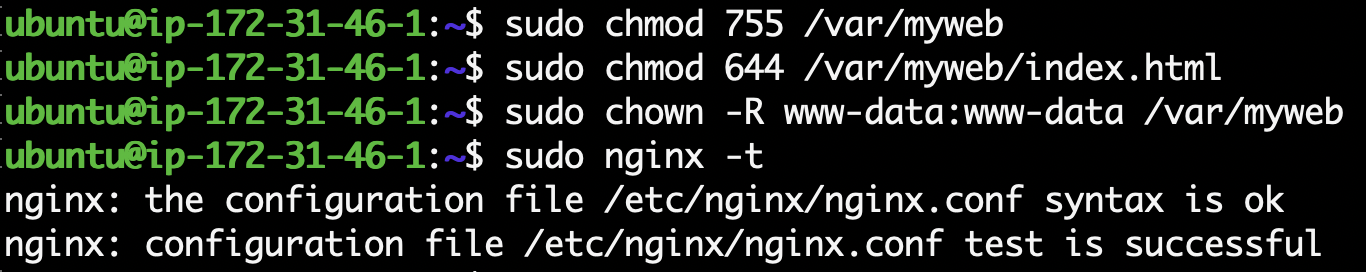 ubuntu@ip-172-31-46-1:~$ sudo chmod 755 /var/myweb
ubuntu@ip-172-31-46-1:~$ sudo chmod 644 /var/myweb/index.html
ubuntu@ip-172-31-46-1:~$ sudo chown -R www-data:www-data /var/myweb
ubuntu@ip-172-31-46-1:~$ sudo nginx -t
nginx: the configuration file /etc/nginx/nginx.conf syntax is ok
nginx: configuration file /etc/nginx/nginx.conf test is successful